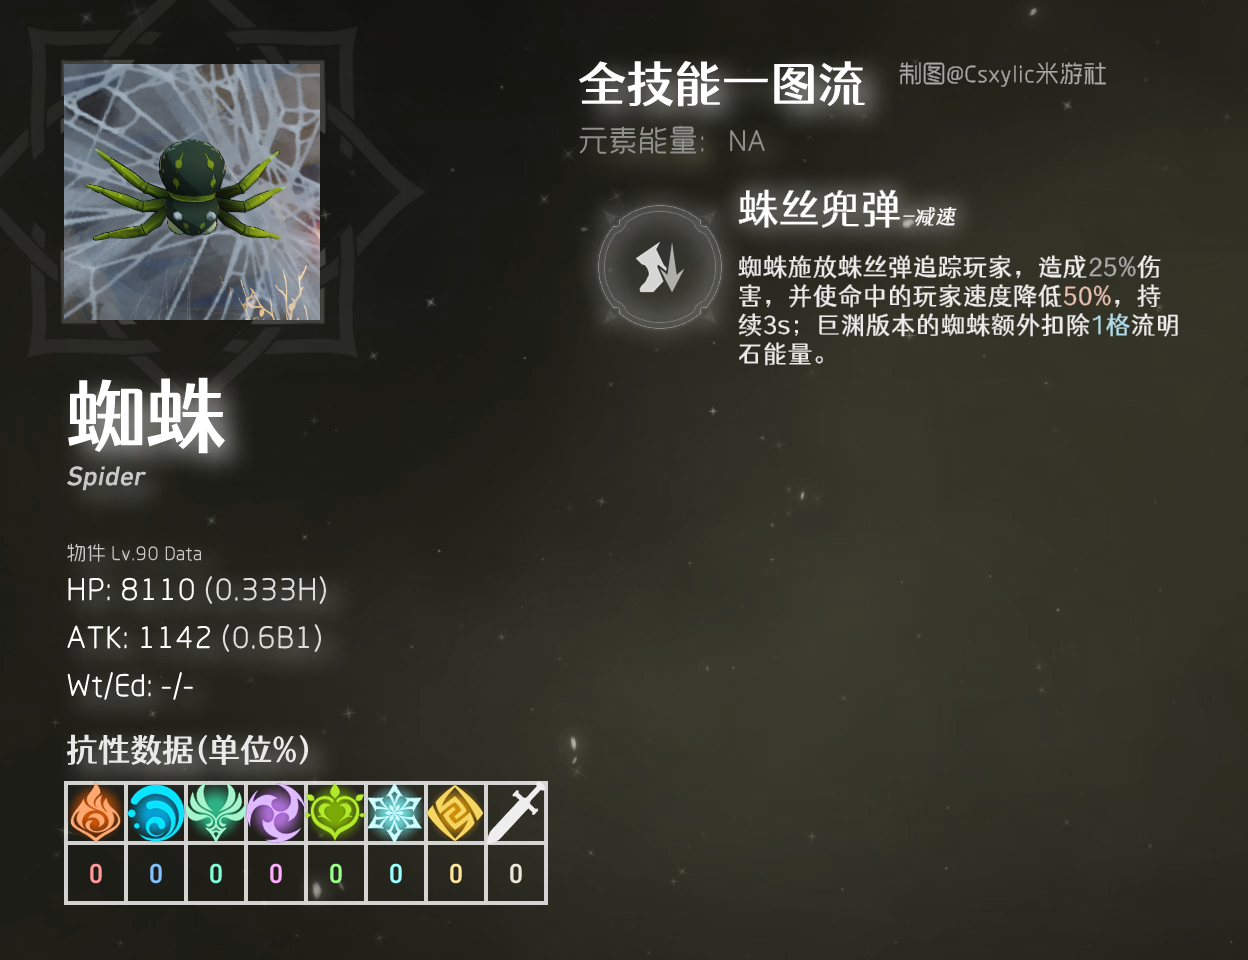 全技能一图流
制图@Csxylic米游社
元素能量： NA
蛛丝兜弹-减速
蜘蛛施放蛛丝弹追踪玩家，造成25%伤
害，并使命中的玩家速度降低50%，持
续3s；巨渊版本的蜘蛛额外扣除1格流明
石能量。
蜘蛛
Spider
物件 Lv.90 Data
HP: 8110 (0.333H)
ATK: 1142 (0.6B1)
Wt/Ed: -/-
抗性数据(单位%)
0 0 0 0 0 0 0 0